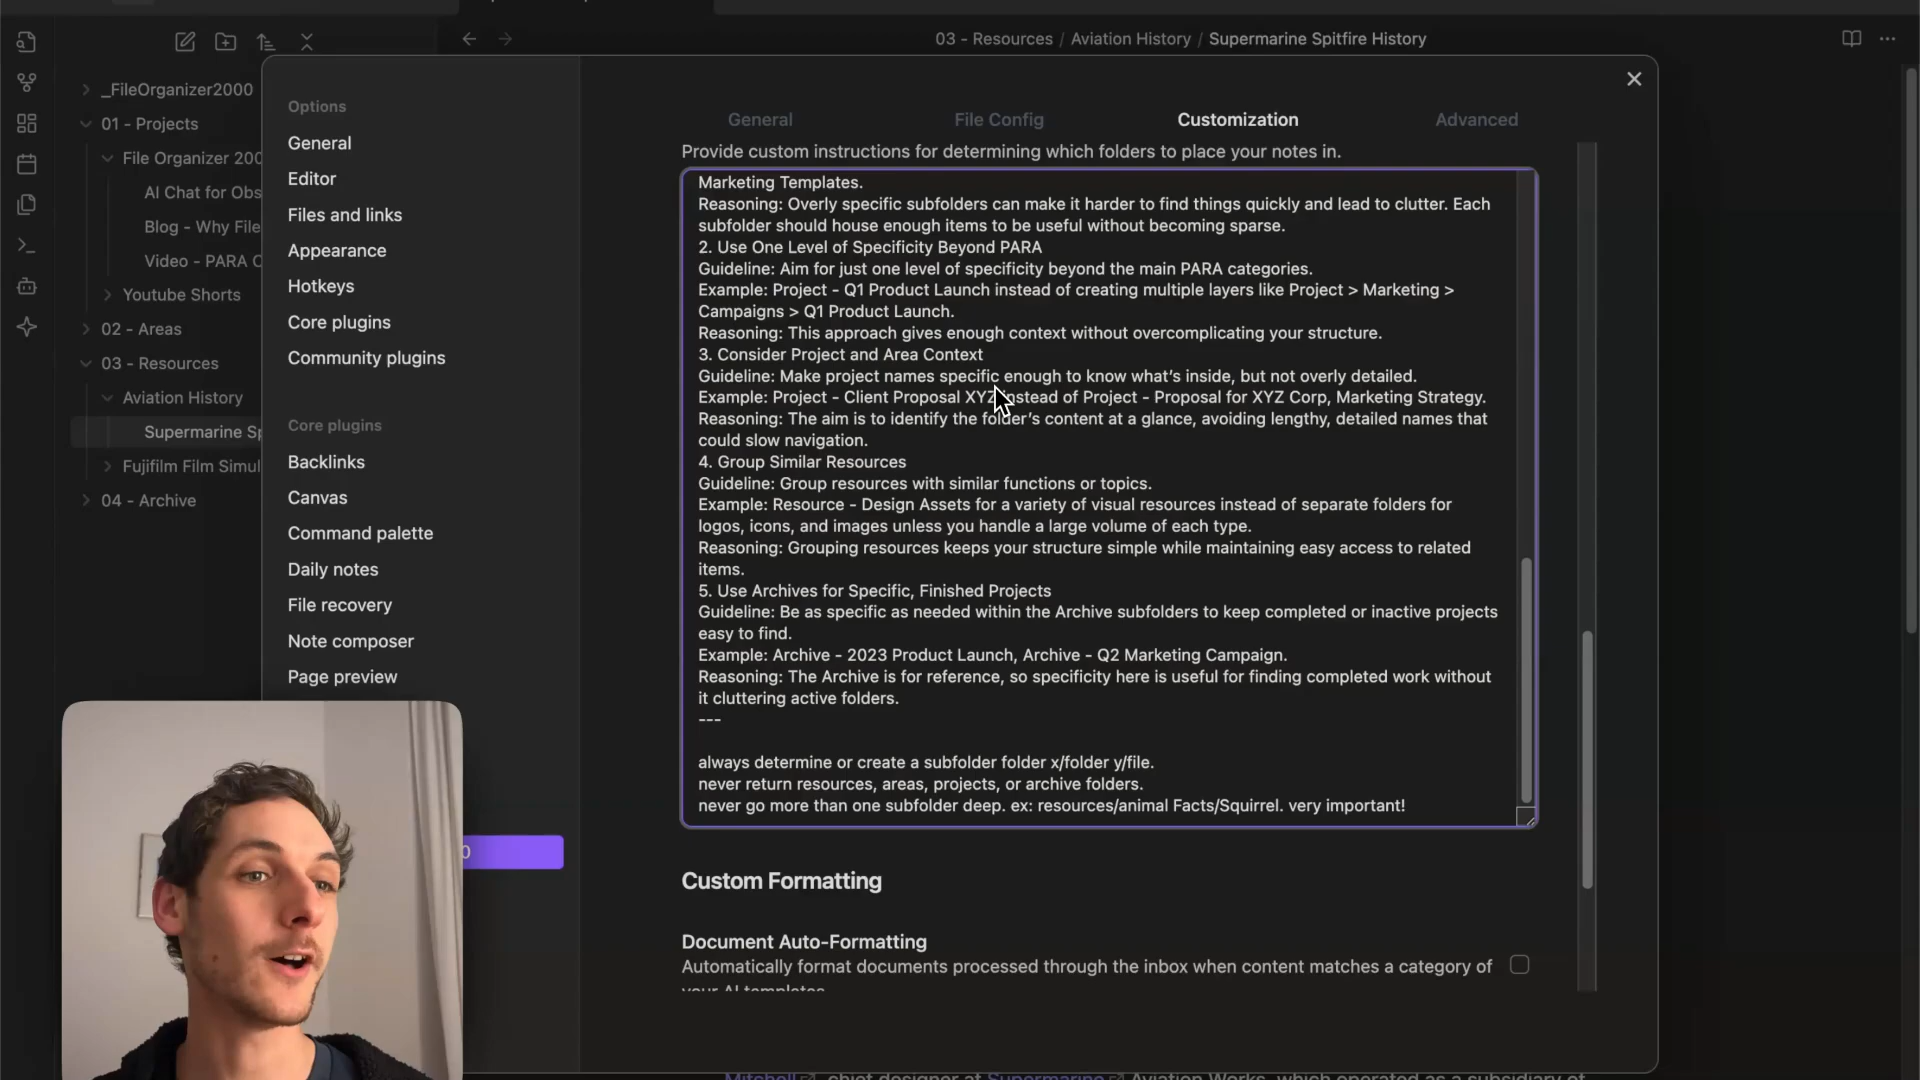 03 - Resources / Aviation History / Supermarine Spitfire History
_FileOrganizer2000
01 - Projects
File Organizer 200
AI Chat for Obs
Blog - Why File
Video - PARA
Youtube Shorts
02 - Areas
03 - Resources
Aviation History
Supermarine Sp
Fujifilm Film Simul
04 - Archive
Options
General
Editor
Files and links
Appearance
Hotkeys
Core plugins
Community plugins
Core plugins
Backlinks
Canvas
Command palette
Daily notes
File recovery
Note composer
Page preview
0
General File Config Customization Advanced
Provide custom instructions for determining which folders to place your notes in.
Marketing Templates.
Reasoning: Overly specific subfolders can make it harder to find things quickly and lead to clutter. Each
subfolder should house enough items to be useful without becoming sparse.
2. Use One Level of Specificity Beyond PARA
Guideline: Aim for just one level of specificity beyond the main PARA categories.
Example: Project - Q1 Product Launch instead of creating multiple layers like Project > Marketing >
Campaigns > Q1 Product Launch.
Reasoning: This approach gives enough context without overcomplicating your structure.
3. Consider Project and Area Context
Guideline: Make project names specific enough to know what's inside, but not overly detailed.
Example: Project - Client Proposal XYZ instead of Project - Proposal for XYZ Corp, Marketing Strategy.
Reasoning: The aim is to identify the folder's content at a glance, avoiding lengthy, detailed names that
could slow navigation.
4. Group Similar Resources
Guideline: Group resources with similar functions or topics.
Example: Resource - Design Assets for a variety of visual resources instead of separate folders for
logos, icons, and images unless you handle a large volume of each type.
Reasoning: Grouping resources keeps your structure simple while maintaining easy access to related
items.
5. Use Archives for Specific, Finished Projects
Guideline: Be as specific as needed within the Archive subfolders to keep completed or inactive projects
easy to find.
Example: Archive - 2023 Product Launch, Archive - Q2 Marketing Campaign.
Reasoning: The Archive is for reference, so specificity here is useful for finding completed work without
it cluttering active folders.
---
always determine or create a subfolder folder x/folder y/file.
never return resources, areas, projects, or archive folders.
never go more than one subfolder deep. ex: resources/animal Facts/Squirrel. very important!
Custom Formatting
Document Auto-Formatting
Automatically format documents processed through the inbox when content matches a category of
your AI templates
Mitchell, chief designer at Supermarine Aviation Works, which operated as a subsidiary of